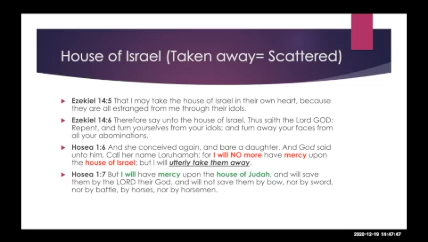 House of Israel (Taken away= Scattered)
Ezekiel 14:5 That I may take the house of Israel in their own heart, because
they are all estranged from me through their idols.
Ezekiel 14:6 Therefore say unto the house of Israel, Thus saith the Lord GOD;
Repent, and turn yourselves from your idols; and turn away your faces from
all your abominations.
Hosea 1:6 And she conceived again, and bare a daughter. And God said
unto him, Call her name Loruhamah: for I will NO more have mercy upon
the house of Israel; but I will utterly take them away.
Hosea 1:7 But I will have mercy upon the house of Judah, and will save
them by the LORD their God, and will not save them by bow, nor by sword,
nor by battle, by horses, nor by horsemen.
2020-12-19 14:47:47